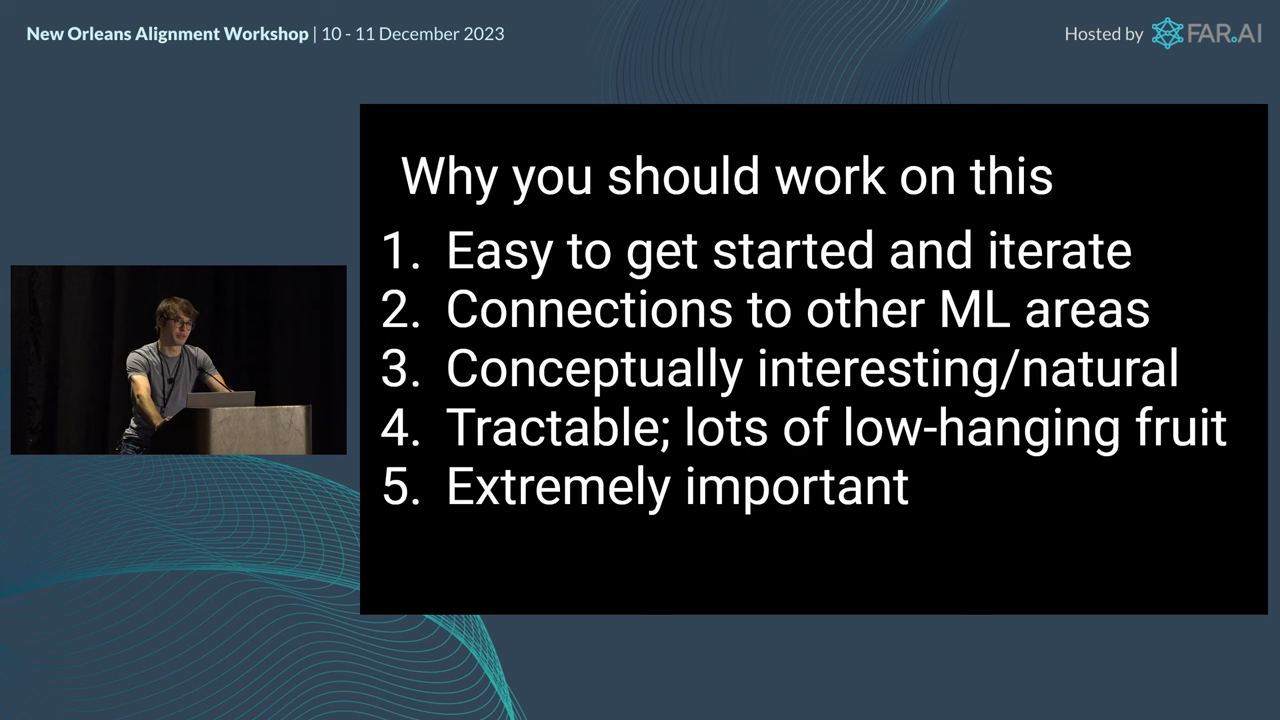 New Orleans Alignment Workshop | 10 - 11 December 2023
Hosted by FAR.AI
Why you should work on this
1. Easy to get started and iterate
2. Connections to other ML areas
3. Conceptually interesting/natural
4. Tractable; lots of low-hanging fruit
5. Extremely important